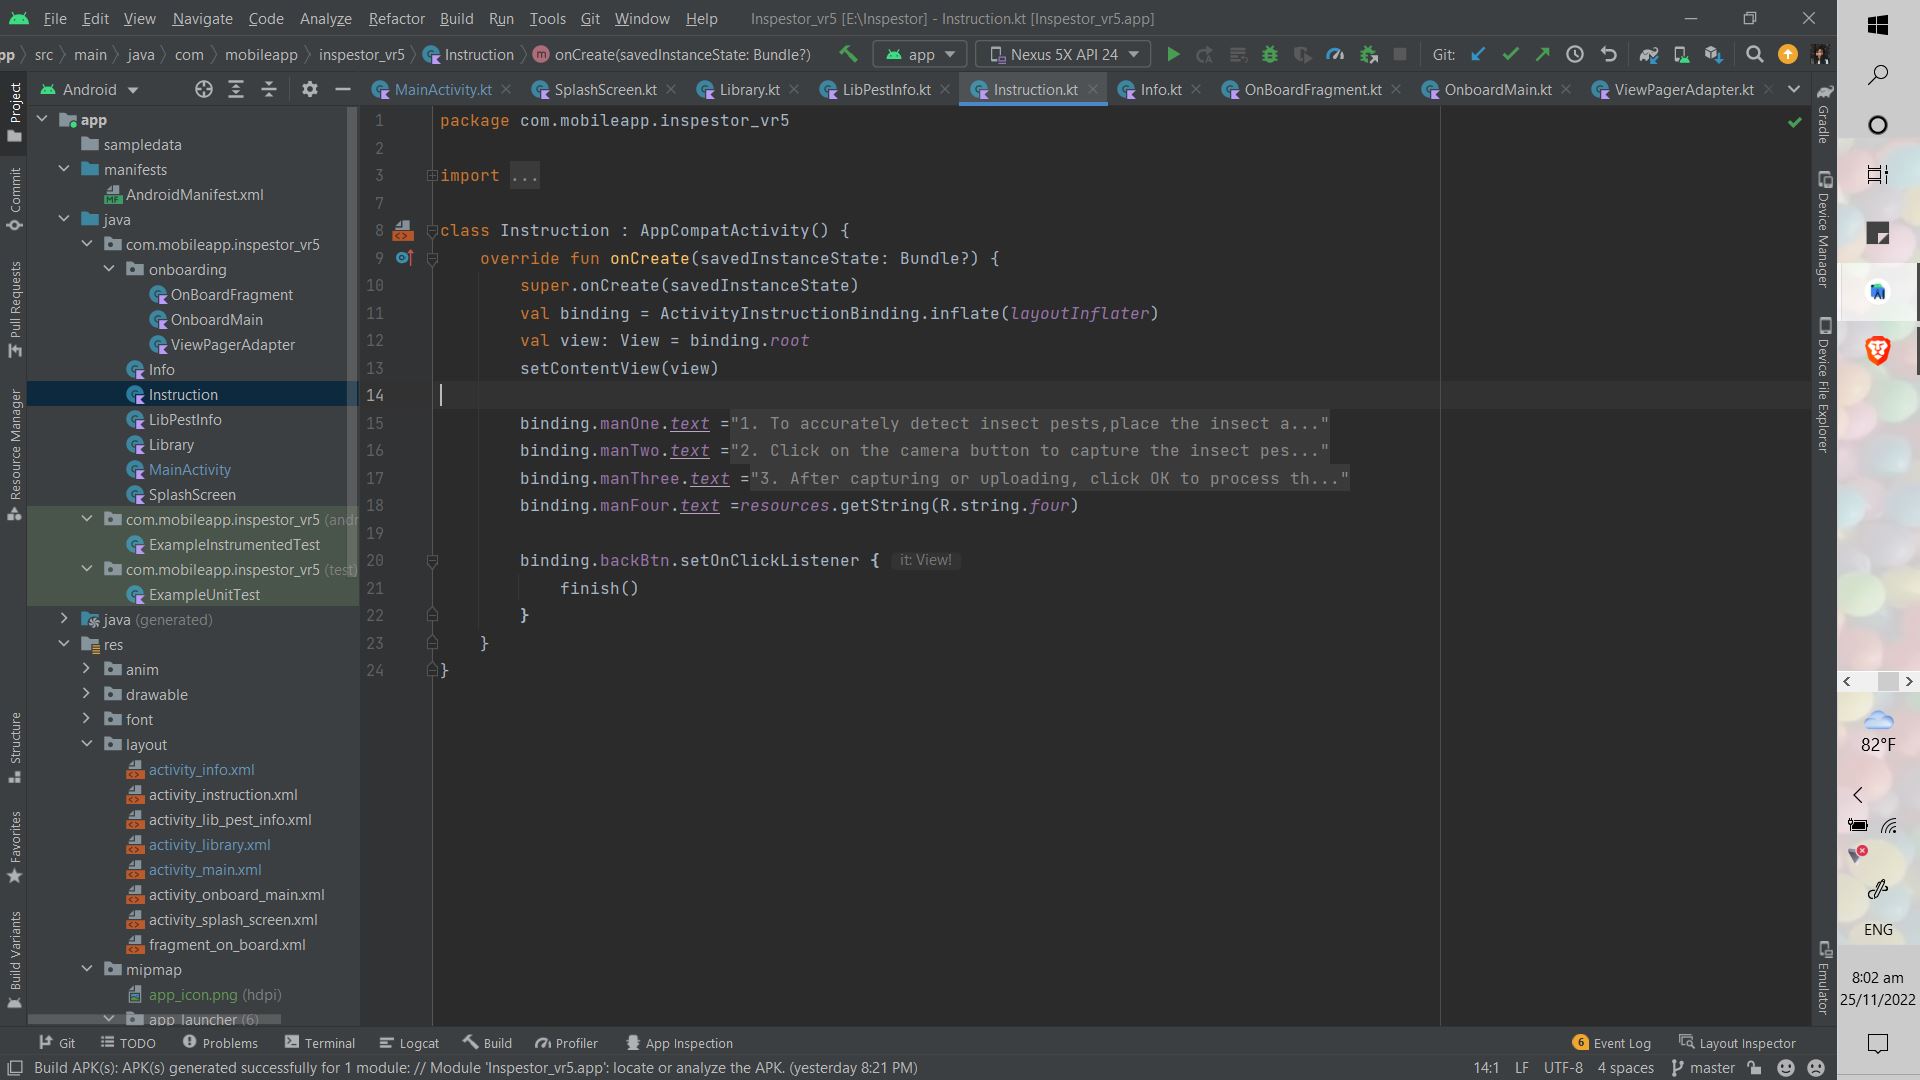 File Edit View Navigate Code Analyze Refactor Build Run Tools Git Window Help Inspestor_vr5 [E:\Inspestor] - Instruction.kt [Inspestor_vr5.app]
pp src main java com mobileapp inspestor_vr5 Instruction onCreate(savedInstanceState: Bundle?) app Nexus 5X API 24 Git:
Android MainActivity.kt SplashScreen.kt Library.kt LibPestInfo.kt Instruction.kt Info.kt OnBoardFragment.kt OnboardMain.kt ViewPagerAdapter.kt
Project
Commit
Pull Requests
Resource Manager
Structure
Favorites
Build Variants
app
sampledata
manifests
AndroidManifest.xml
java
com.mobileapp.inspestor_vr5
onboarding
OnBoardFragment
OnboardMain
ViewPagerAdapter
Info
Instruction
LibPestInfo
Library
MainActivity
SplashScreen
com.mobileapp.inspestor_vr5 (andr
ExampleInstrumentedTest
com.mobileapp.inspestor_vr5 (test)
ExampleUnitTest
java (generated)
res
anim
drawable
font
layout
activity_info.xml
activity_instruction.xml
activity_lib_pest_info.xml
activity_library.xml
activity_main.xml
activity_onboard_main.xml
activity_splash_screen.xml
fragment_on_board.xml
mipmap
app_icon.png (hdpi)
app_launcher (6)
1 package com.mobileapp.inspestor_vr5
2
3 import ...
7
8 class Instruction : AppCompatActivity() {
9 override fun onCreate(savedInstanceState: Bundle?) {
10 super.onCreate(savedInstanceState)
11 val binding = ActivityInstructionBinding.inflate(layoutInflater)
12 val view: View = binding.root
13 setContentView(view)
14
15 binding.manOne.text ="1. To accurately detect insect pests,place the insect a..."
16 binding.manTwo.text ="2. Click on the camera button to capture the insect pes..."
17 binding.manThree.text ="3. After capturing or uploading, click OK to process th..."
18 binding.manFour.text =resources.getString(R.string.four)
19
20 binding.backBtn.setOnClickListener { it: View!
21 finish()
22 }
23 }
24 }
Gradle
Device Manager
Device File Explorer
Emulator
82°F
ENG
8:02 am
25/11/2022
Git TODO Problems Terminal Logcat Build Profiler App Inspection 6 Event Log Layout Inspector
Build APK(s): APK(s) generated successfully for 1 module: // Module 'Inspestor_vr5.app': locate or analyze the APK. (yesterday 8:21 PM) 14:1 LF UTF-8 4 spaces master